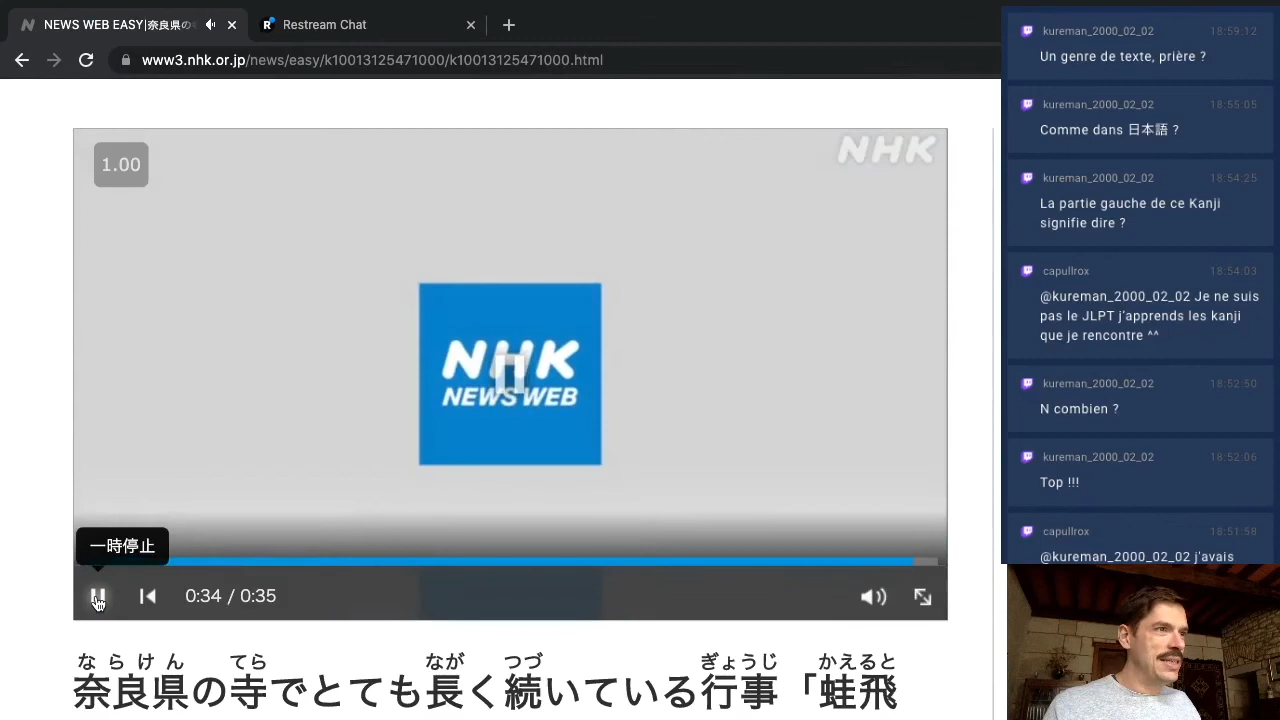 NEWS WEB EASY|奈良県の
Restream Chat
www3.nhk.or.jp/news/easy/k10013125471000/k10013125471000.html
1.00
NHK
NHK
NEWS WEB
一時停止
0:34 / 0:35
ならけん てら なが つづ ぎょうじ かえると
奈良県の寺でとても長く続いている行事「蛙飛
kureman_2000_02_02 18:59:12
Un genre de texte, prière ?
kureman_2000_02_02 18:55:05
Comme dans 日本語 ?
kureman_2000_02_02 18:54:25
La partie gauche de ce Kanji
signifie dire ?
capullrox 18:54:03
@kureman_2000_02_02 Je ne suis
pas le JLPT j'apprends les kanji
que je rencontre ^^
kureman_2000_02_02 18:52:50
N combien ?
kureman_2000_02_02 18:52:06
Top !!!
capullrox 18:51:58
@kureman_2000_02_02 j'avais